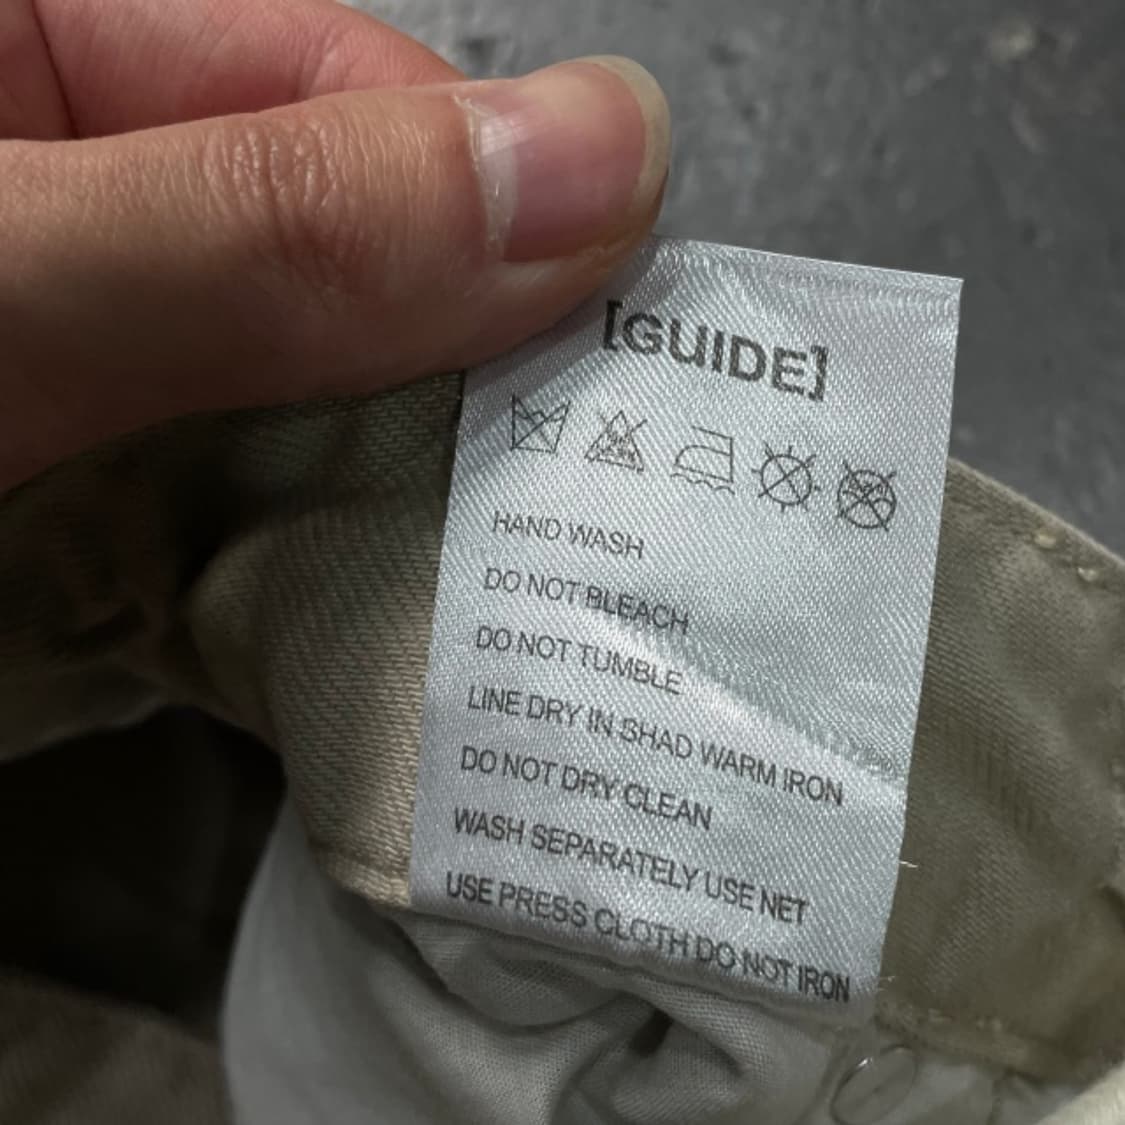 [GUIDE]
HAND WASH
DO NOT BLEACH
DO NOT TUMBLE
LINE DRY IN SHAD WARM IRON
DO NOT DRY CLEAN
WASH SEPARATELY USE NET
USE PRESS CLOTH DO NOT IRON